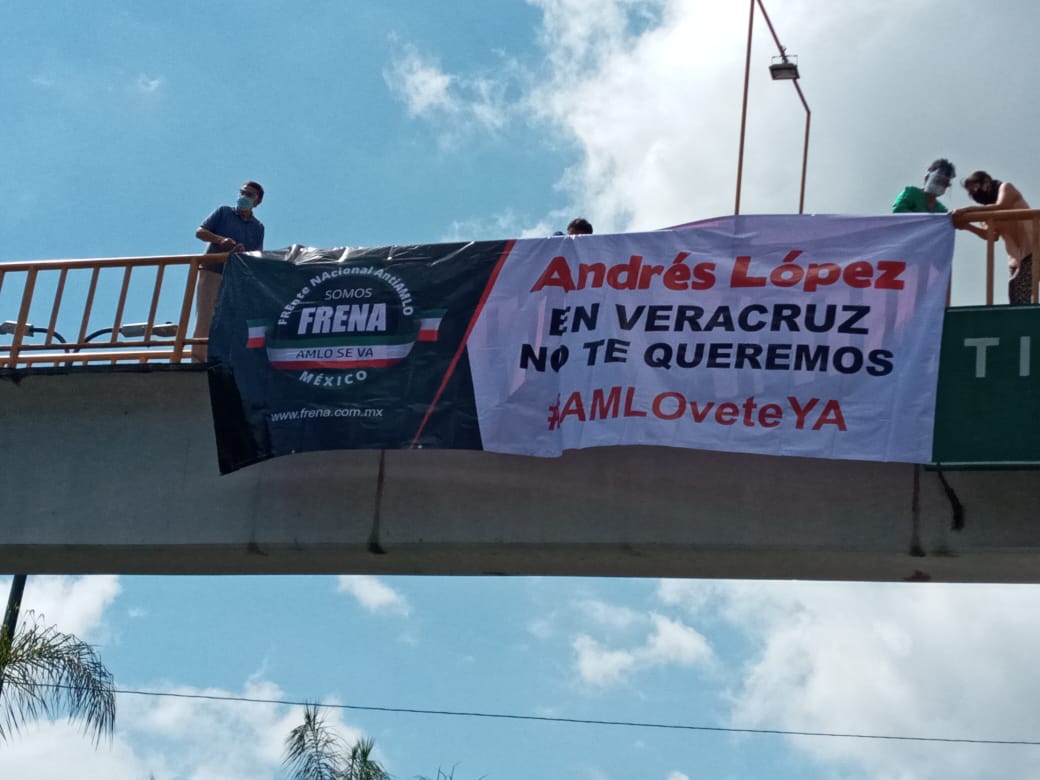 FRENte NAcional AntiAMLO
SOMOS
FRENA
AMLO SE VA
MÉXICO
www.frena.com.mx
Andrés López
EN VERACRUZ
NO TE QUEREMOS
#AMLOveteYA
TI